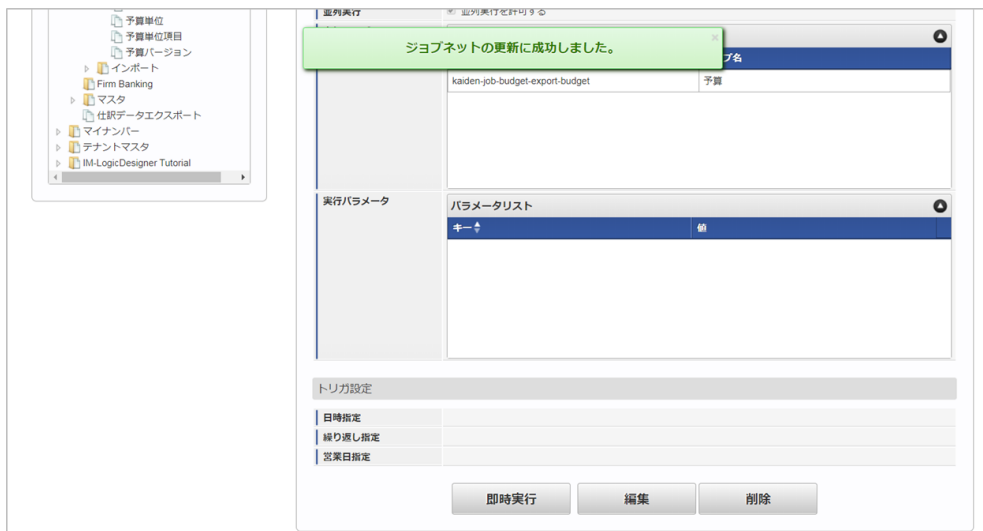 予算単位
予算単位項目
予算バージョン
インポート
Firm Banking
マスタ
仕訳データエクスポート
マイナンバー
テナントマスタ
IM-LogicDesigner Tutorial
並列実行
並列実行を許可する
ジョブネットの更新に成功しました。
×
ブ名
kaiden-job-budget-export-budget
予算
実行パラメータ
パラメータリスト
キー
値
トリガ設定
日時指定
繰り返し指定
営業日指定
即時実行
編集
削除